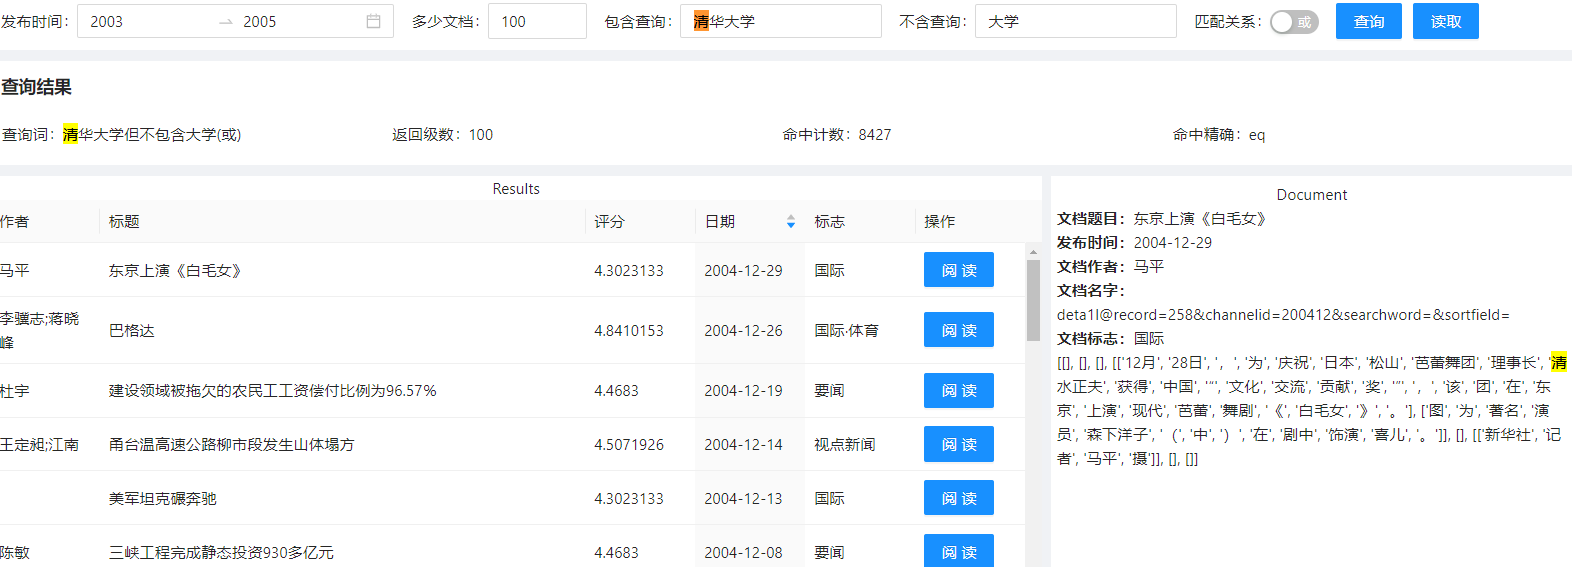 发布时间： 2003 → 2005 多少文档： 100 包含查询： 清华大学 不含查询： 大学 匹配关系： 或 查询 读取
查询结果
查询词：清华大学但不包含大学(或) 返回级数：100 命中计数：8427 命中精确：eq
Results
作者 标题 评分 日期 标志 操作
马平 东京上演《白毛女》 4.3023133 2004-12-29 国际 阅 读
李骥志;蒋晓峰 巴格达 4.8410153 2004-12-26 国际·体育 阅 读
杜宇 建设领域被拖欠的农民工工资偿付比例为96.57% 4.4683 2004-12-19 要闻 阅 读
王定昶;江南 甬台温高速公路柳市段发生山体塌方 4.5071926 2004-12-14 视点新闻 阅 读
美军坦克碾奔驰 4.3023133 2004-12-13 国际 阅 读
陈敏 三峡工程完成静态投资930多亿元 4.4683 2004-12-08 要闻 阅 读
Document
文档题目：东京上演《白毛女》
发布时间：2004-12-29
文档作者：马平
文档名字：
deta1l@record=258&channelid=200412&searchword=&sortfield=
文档标志：国际
[[], [], [], [['12月', '28日', '，', '为', '庆祝', '日本', '松山', '芭蕾舞团', '理事长', '清
水正夫', '获得', '中国', '“', '文化', '交流', '贡献', '奖', '”', '，', '该', '团', '在', '东
京', '上演', '现代', '芭蕾', '舞剧', '《', '白毛女', '》', '。'], ['图', '为', '著名', '演
员', '森下洋子', '（', '中', '）', '在', '剧中', '饰演', '喜儿', '。']], [], [['新华社', '记
者', '马平', '摄']], [], []]